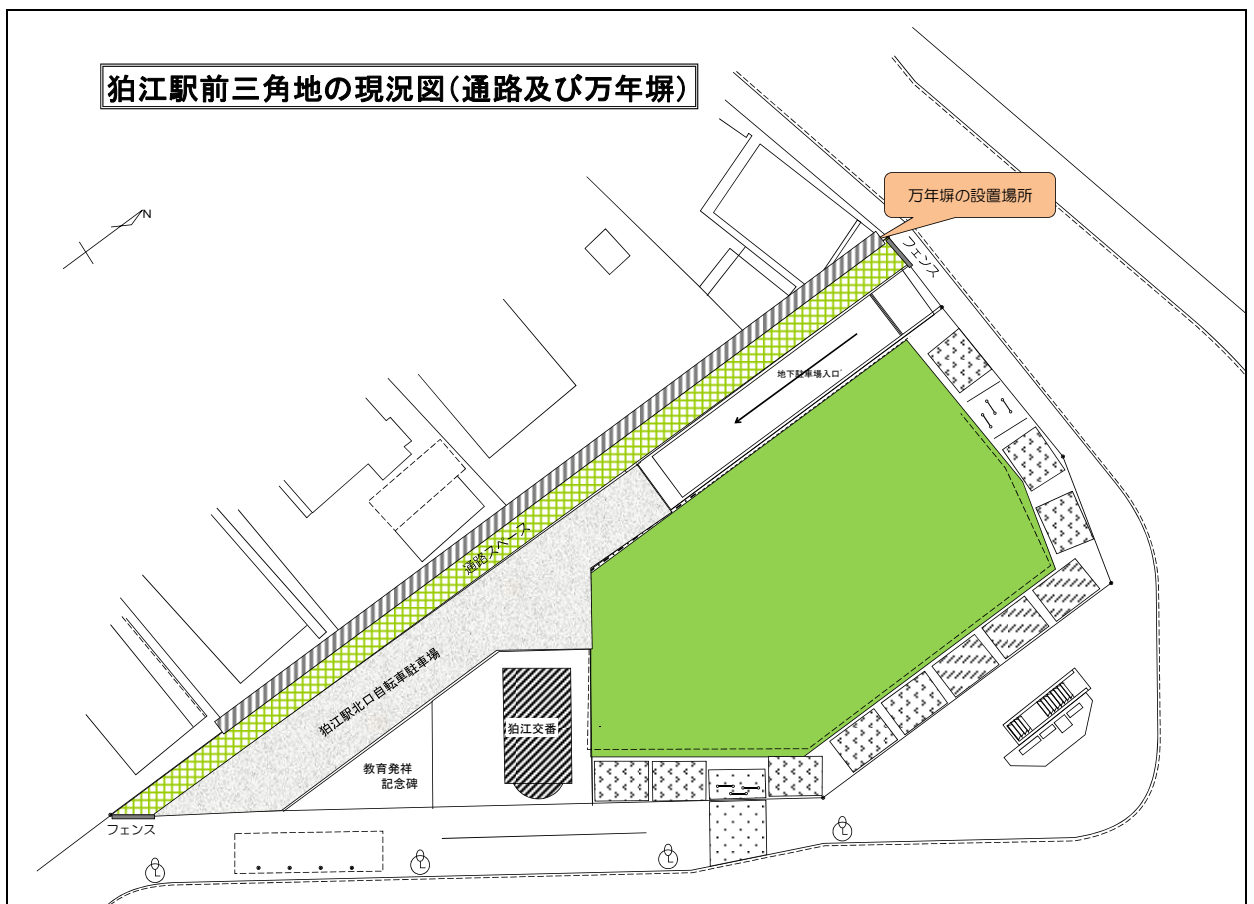 狛江駅前三角地の現況図(通路及び万年塀)
N
万年塀の設置場所
フェンス
地下駐車場入口
通路スペース
狛江駅北口自転車駐車場
狛江交番
教育発祥
記念碑
フェンス